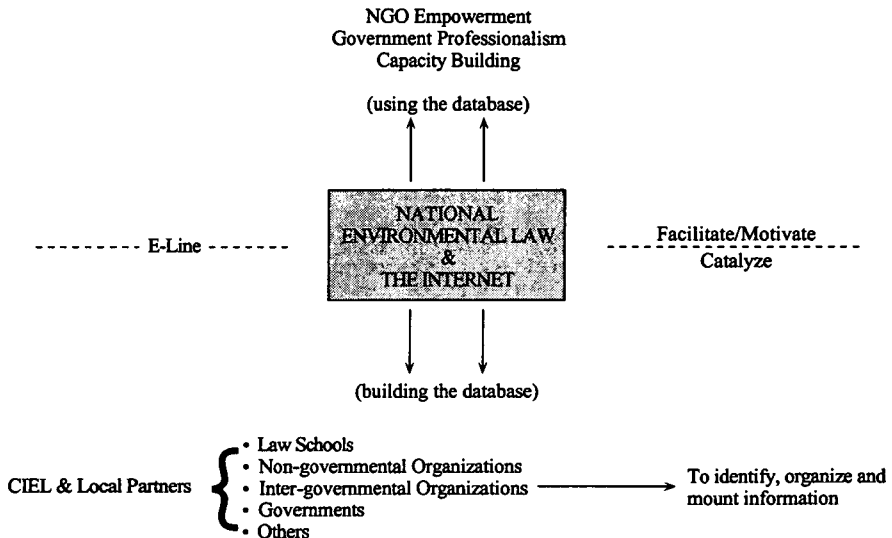 NGO Empowerment
Government Professionalism
Capacity Building
(using the database)
NATIONAL
ENVIRONMENTAL LAW
&
THE INTERNET
E-Line
Facilitate/Motivate
Catalyze
(building the database)
CIEL & Local Partners
• Law Schools
• Non-governmental Organizations
• Inter-governmental Organizations
• Governments
• Others
To identify, organize and
mount information